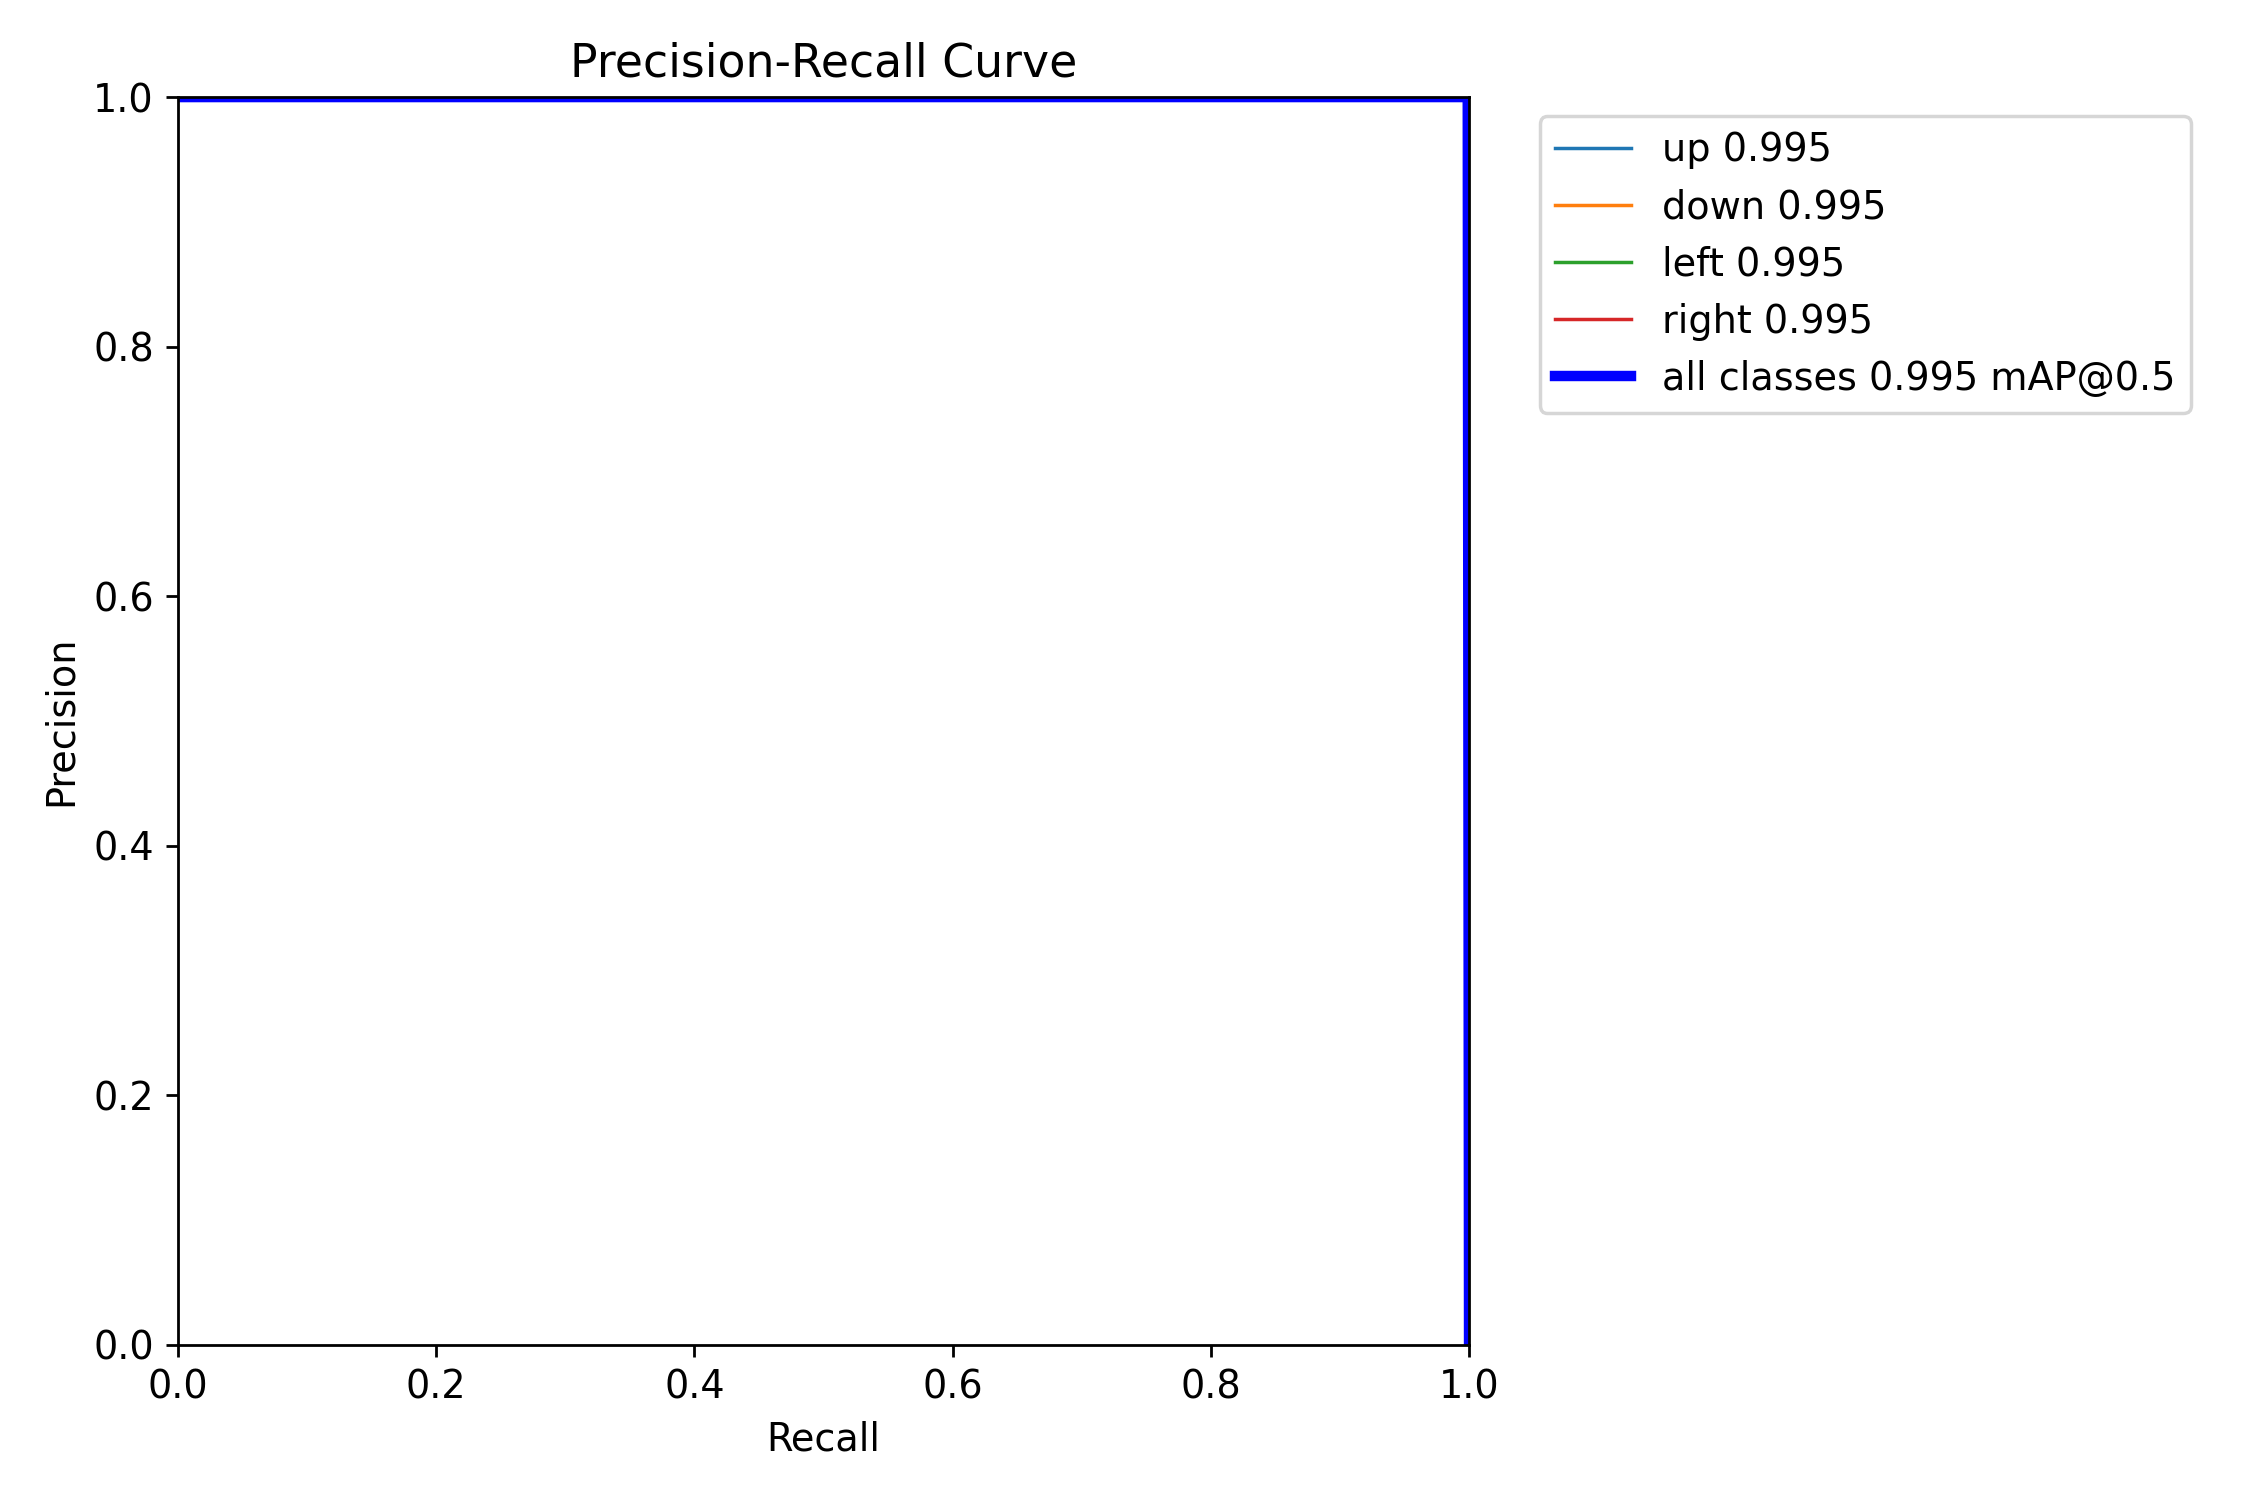 Precision-Recall Curve
1.0
0.8
0.6
0.4
0.2
0.0
Precision
0.0 0.2 0.4 0.6 0.8 1.0
Recall
up 0.995
down 0.995
left 0.995
right 0.995
all classes 0.995 mAP@0.5